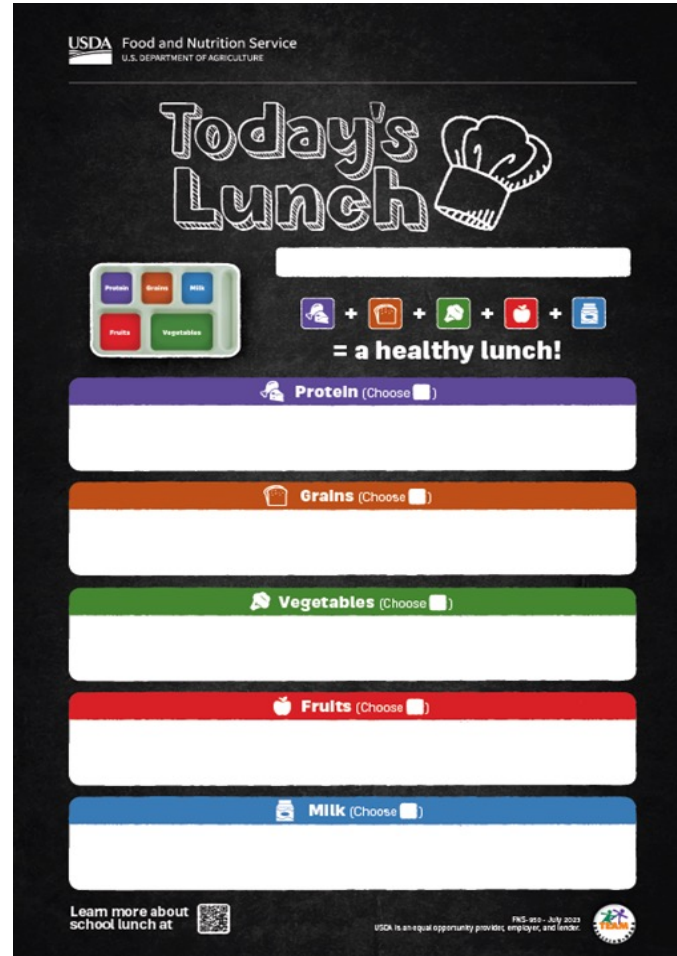 USDA Food and Nutrition Service
U.S. DEPARTMENT OF AGRICULTURE
Today's
Lunch
Protein Grains Milk
Fruits Vegetables
+ + + +
= a healthy lunch!
Protein (Choose )
Grains (Choose )
Vegetables (Choose )
Fruits (Choose )
Milk (Choose )
Learn more about
school lunch at
FNS-950 - July 2023
USDA is an equal opportunity provider, employer, and lender.
TEAM